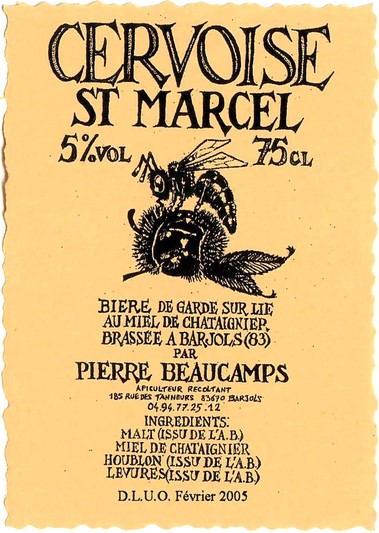 CERVOISE
ST MARCEL
5%VOL 75CL
BIERE DE GARDE SUR LIE
AU MIEL DE CHATAIGNIER
BRASSÉE A BARJOLS (83)
PAR
PIERRE BEAUCAMPS
APICULTEUR RECOLTANT
185 RUE DES TANNEURS 83670 BARJOLS
04.94.77.25.12
INGREDIENTS:
MALT (ISSU DE L'A.B.)
MIEL DE CHATAIGNIER
HOUBLON (ISSU DE L'A.B.)
LEVURES (ISSU DE L'A.B.)
D.L.U.O. Février 2005